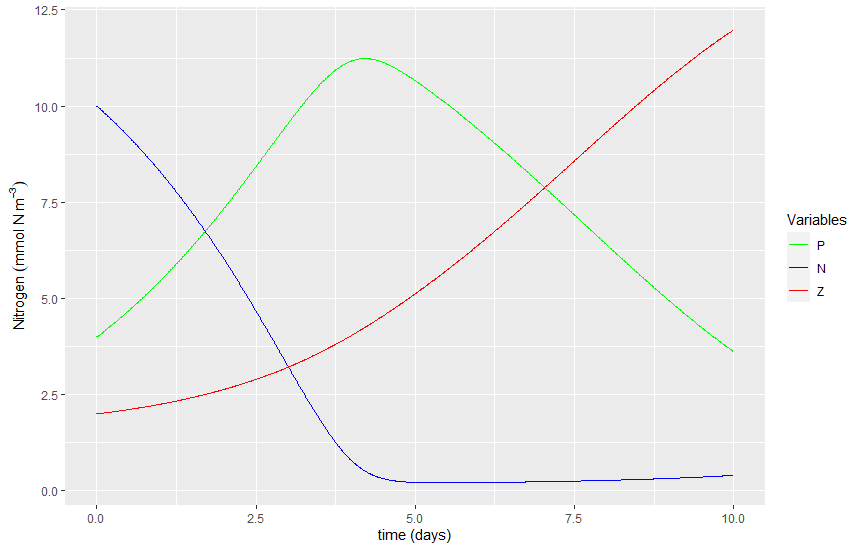 12.5
10.0
7.5
5.0
2.5
0.0
Nitrogen (mmol N m⁻³)
0.0 2.5 5.0 7.5 10.0
time (days)
Variables
P
N
Z